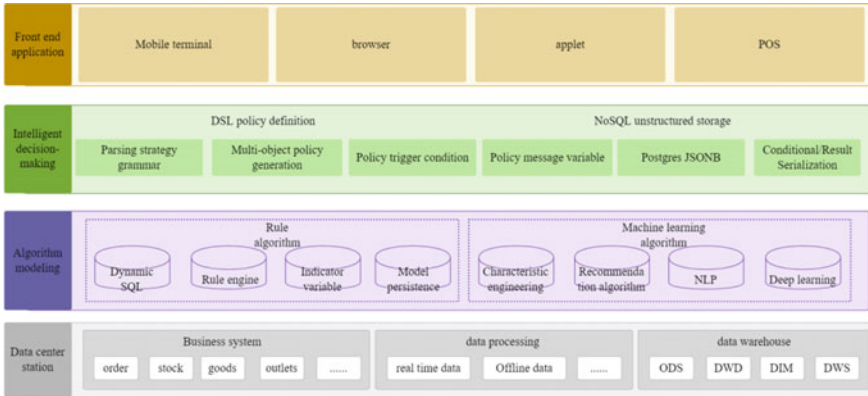 Front end
application
Mobile terminal
browser
applet
POS
Intelligent
decision-
making
DSL policy definition
NoSQL unstructured storage
Parsing strategy
grammar
Multi-object policy
generation
Policy trigger condition
Policy message variable
Postgres JSONB
Conditional/Result
Serialization
Algorithm
modeling
Rule
algorithm
Dynamic
SQL
Rule engine
Indicator
variable
Model
persistence
Machine learning
algorithm
Characteristic
engineering
Recommenda
tion algorithm
NLP
Deep learning
Data center
station
Business system
order
stock
goods
outlets
......
data processing
real time data
Offline data
......
data warehouse
ODS
DWD
DIM
DWS